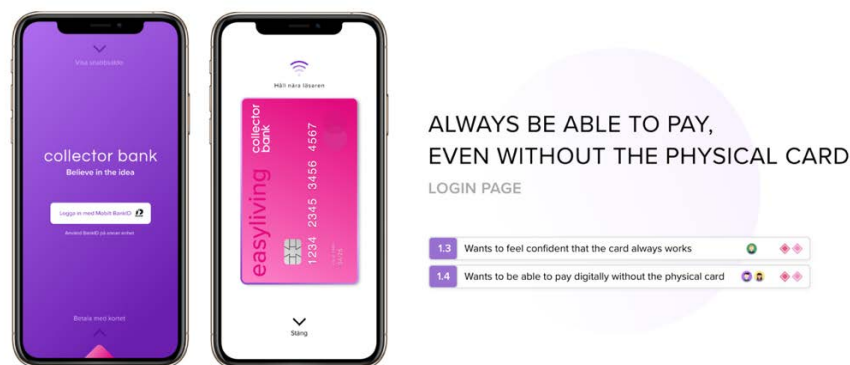 Visa snabbsaldo
collector bank
Believe in the idea
Logga in med Mobilt BankID
Använd BankID på annan enhet
Betala med kortet
Håll nära läsaren
collector
bank
easyliving
1234 2345 3456 4567
Stäng
ALWAYS BE ABLE TO PAY,
EVEN WITHOUT THE PHYSICAL CARD
LOGIN PAGE
1.3 Wants to feel confident that the card always works
1.4 Wants to be able to pay digitally without the physical card